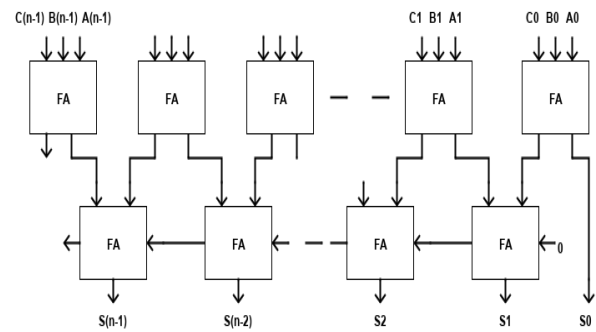 C(n-1) B(n-1) A(n-1) C1 B1 A1 C0 B0 A0
FA FA FA FA FA
FA FA FA FA 0
S(n-1) S(n-2) S2 S1 S0